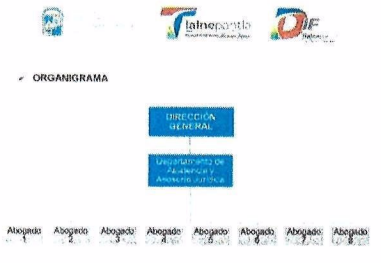 Tlalnepantla
DIF
✓ ORGANIGRAMA
DIRECCIÓN
GENERAL
Departamento de
Asistencia y
Asesoría Jurídica
Abogado Abogado Abogado Abogado Abogado Abogado Abogado Abogado
1 2 3 4 5 6 7 8